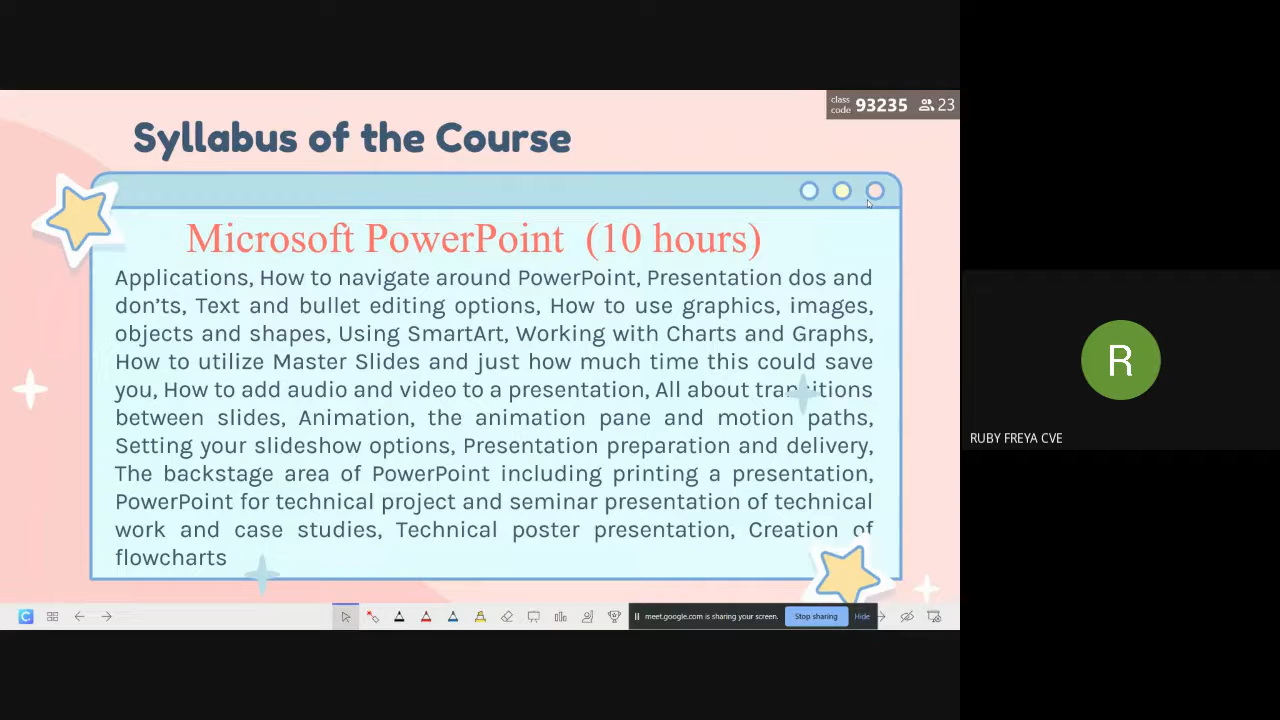 class code 93235 23
Syllabus of the Course
Microsoft PowerPoint (10 hours)
Applications, How to navigate around PowerPoint, Presentation dos and
don'ts, Text and bullet editing options, How to use graphics, images,
objects and shapes, Using SmartArt, Working with Charts and Graphs,
How to utilize Master Slides and just how much time this could save
you, How to add audio and video to a presentation, All about transitions
between slides, Animation, the animation pane and motion paths,
Setting your slideshow options, Presentation preparation and delivery,
The backstage area of PowerPoint including printing a presentation,
PowerPoint for technical project and seminar presentation of technical
work and case studies, Technical poster presentation, Creation of
flowcharts
R
RUBY FREYA CVE
C
meet.google.com is sharing your screen. Stop sharing Hide